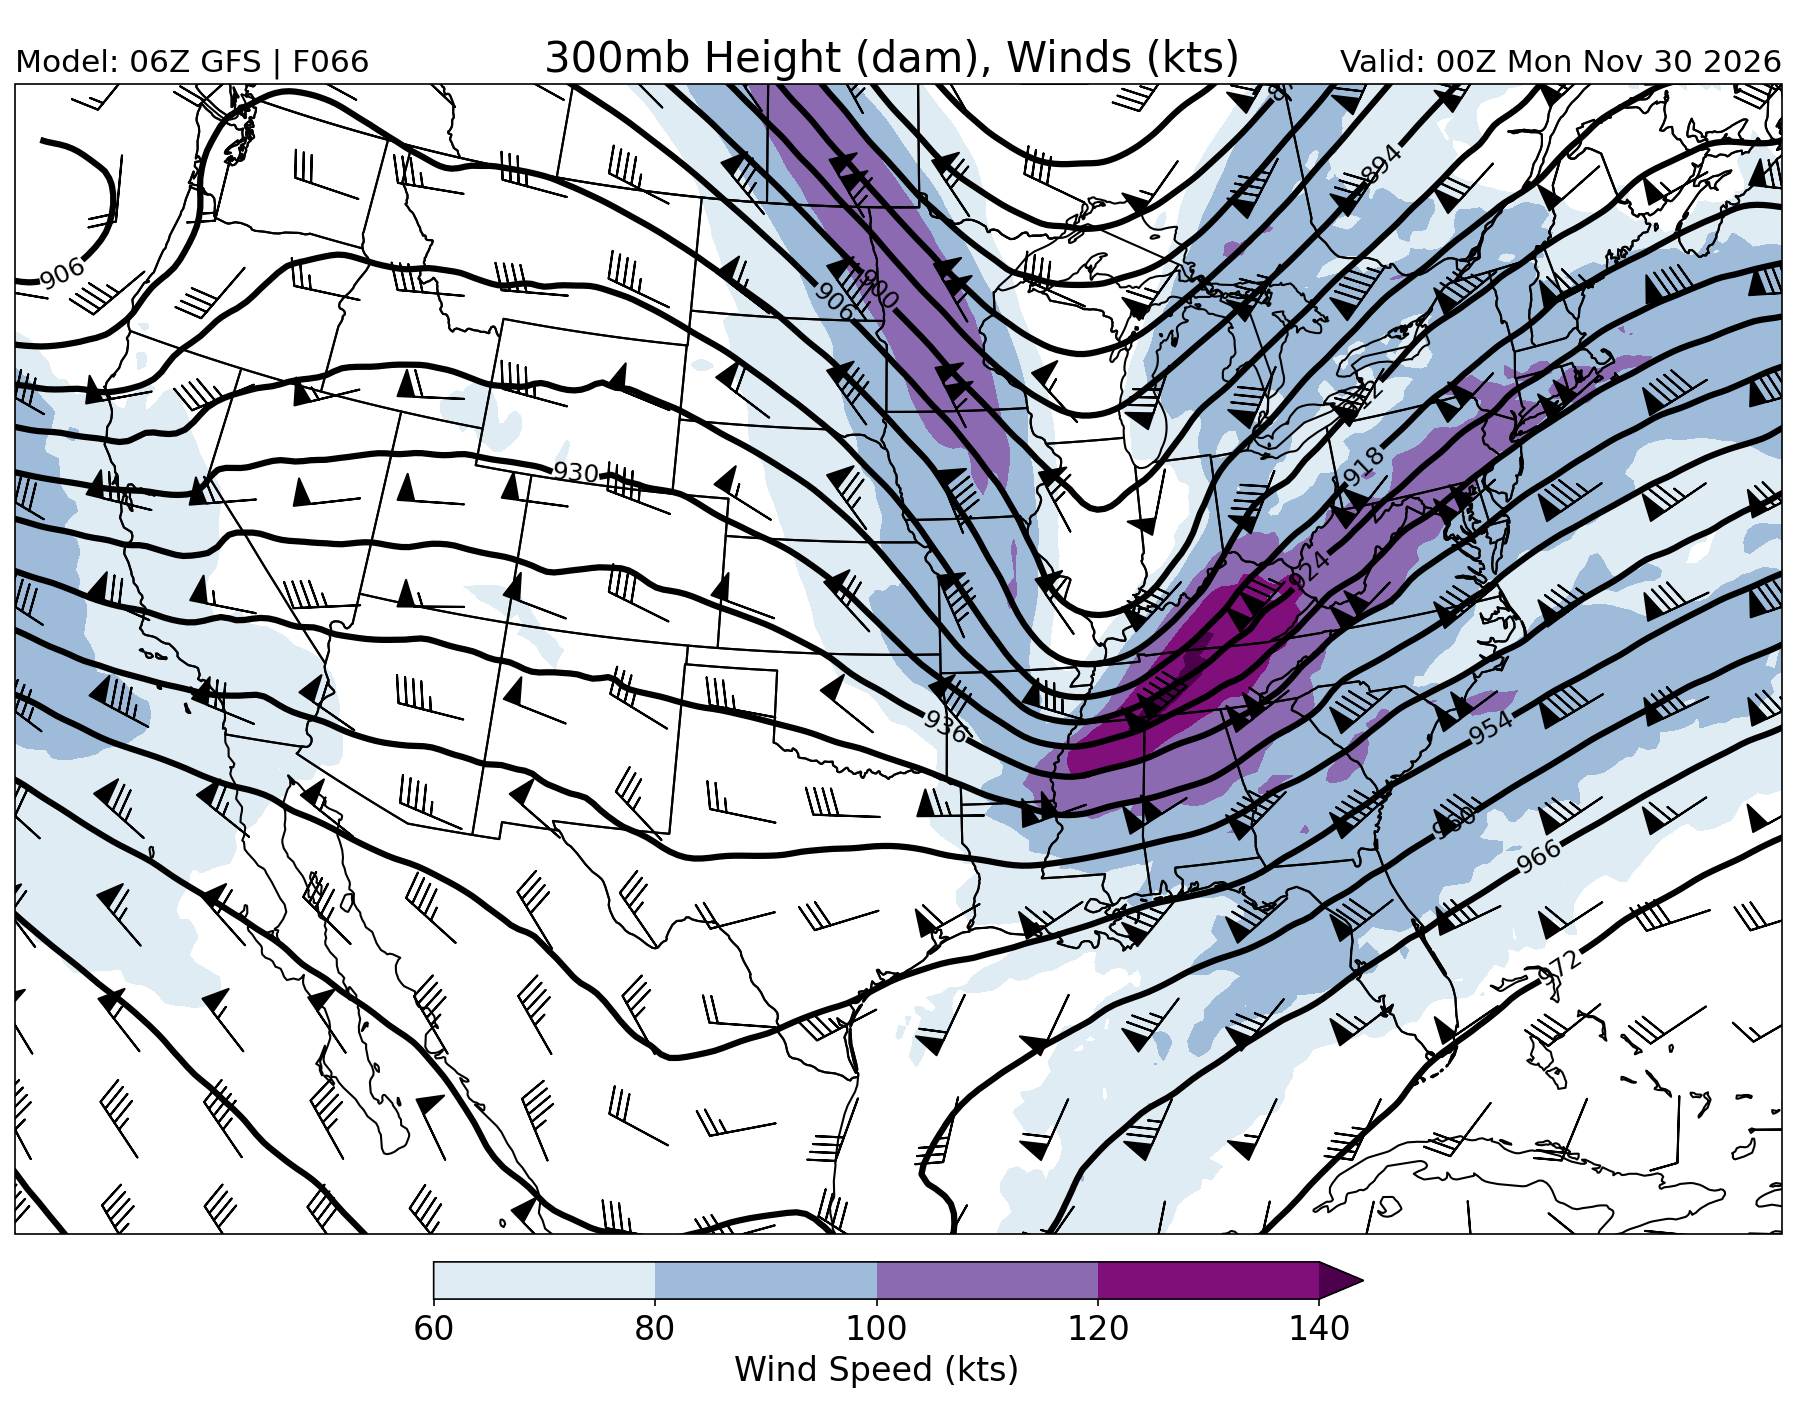 Model: 06Z GFS | F066
300mb Height (dam), Winds (kts)
Valid: 00Z Mon Nov 30 2026
894
906
900
906
912
918
930
924
936
954
960
966
972
60 80 100 120 140
Wind Speed (kts)